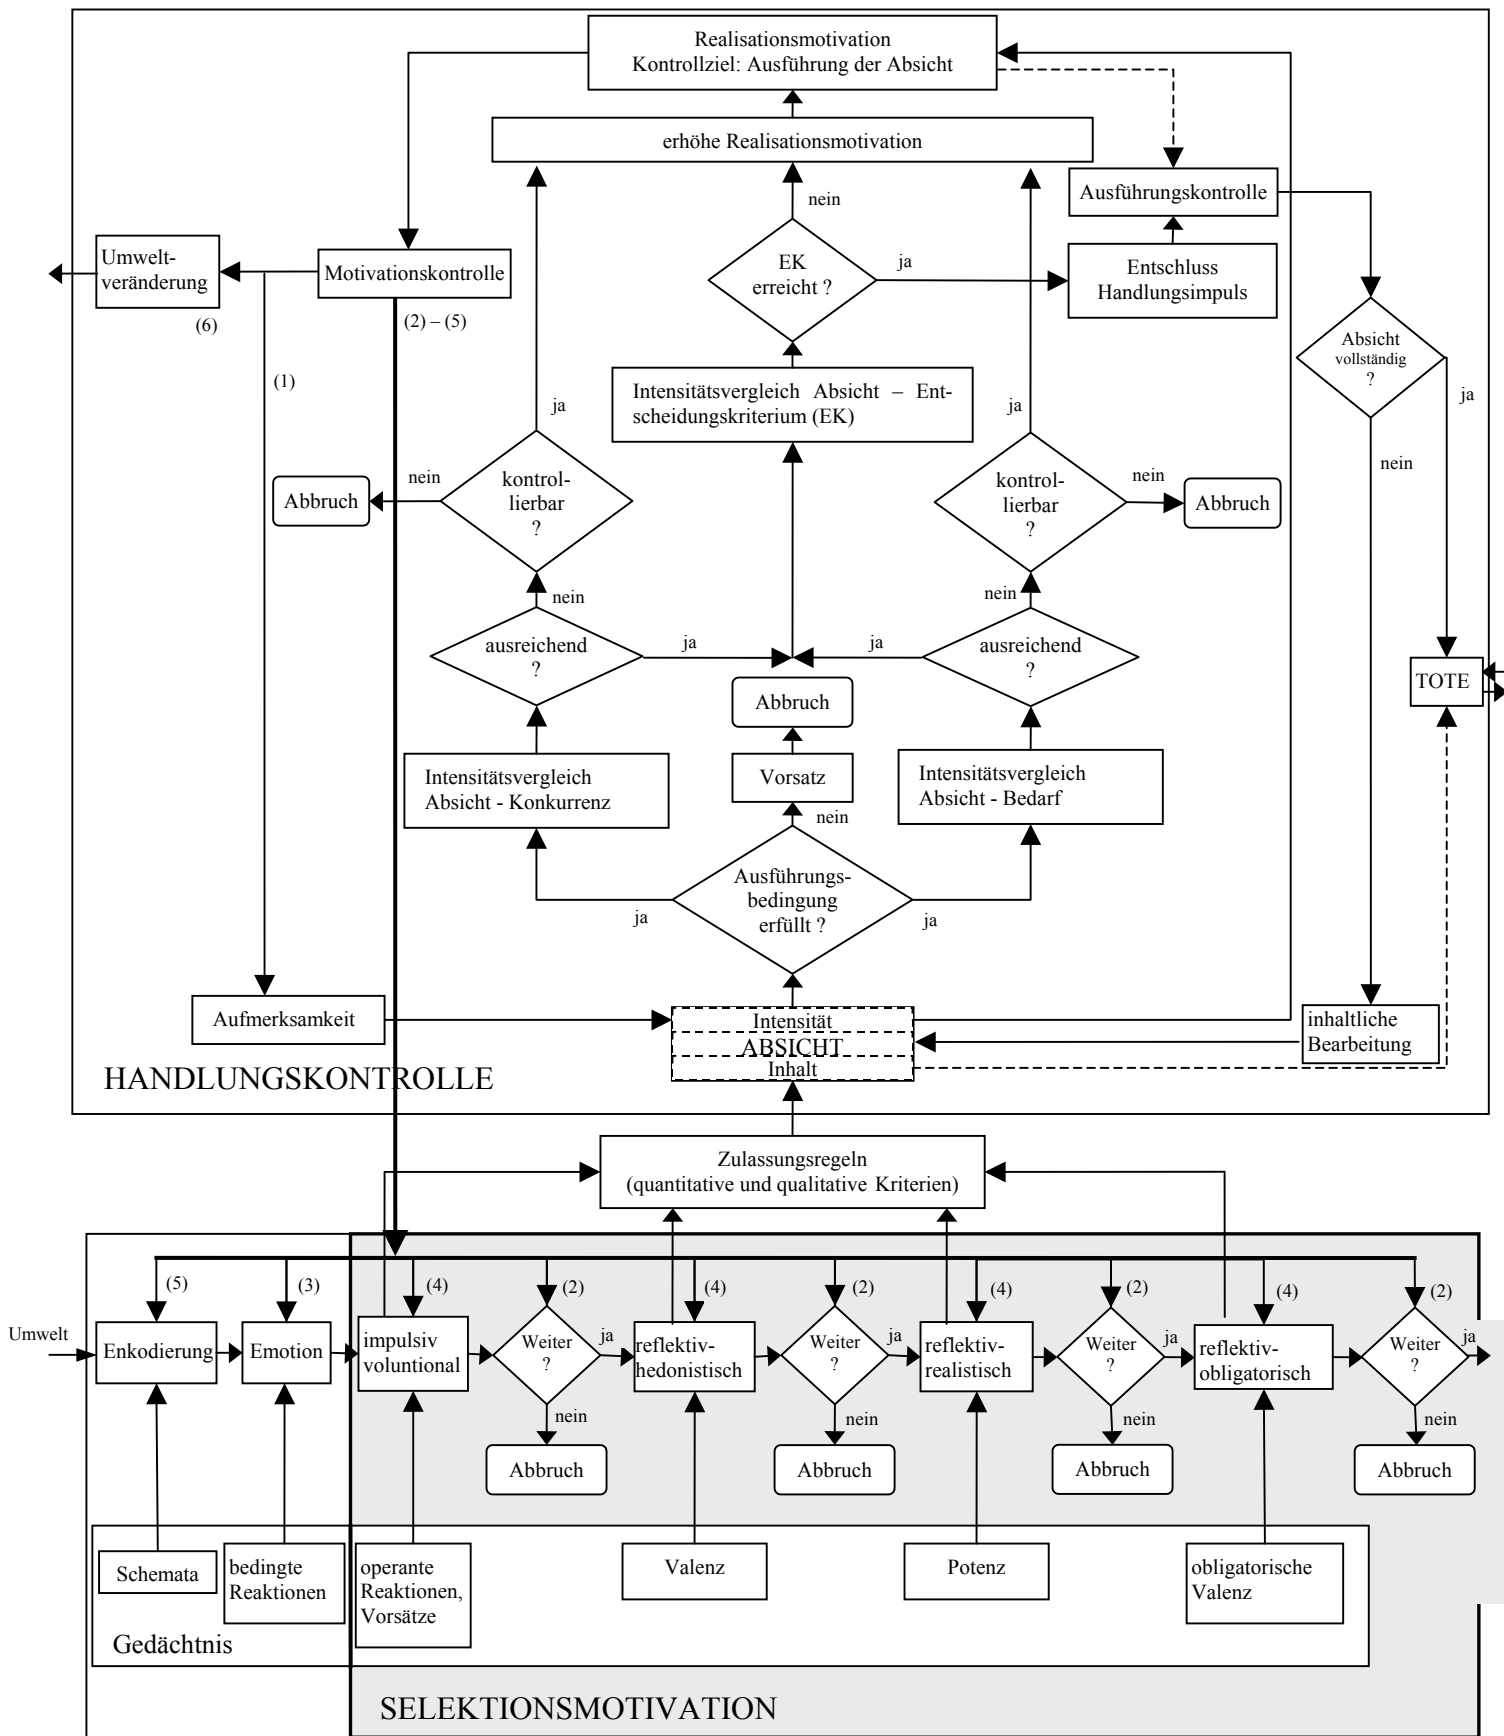 Realisationsmotivation
Kontrollziel: Ausführung der Absicht
erhöhe Realisationsmotivation
nein
Ausführungskontrolle
Umwelt-
veränderung
Motivationskontrolle
EK
erreicht ?
ja
Entschluss
Handlungsimpuls
(6)
(2) – (5)
(1)
Absicht
vollständig
?
ja
nein
Intensitätsvergleich Absicht – Ent-
scheidungskriterium (EK)
ja
ja
nein
kontrol-
lierbar
?
Abbruch
kontrol-
lierbar
?
nein
Abbruch
nein
nein
ausreichend
?
ja
ja
ausreichend
?
TOTE
Abbruch
Intensitätsvergleich
Absicht - Konkurrenz
Vorsatz
Intensitätsvergleich
Absicht - Bedarf
nein
Ausführungs-
bedingung
erfüllt ?
ja
ja
Aufmerksamkeit
Intensität
ABSICHT
Inhalt
inhaltliche
Bearbeitung
HANDLUNGSKONTROLLE
Zulassungsregeln
(quantitative und qualitative Kriterien)
(5)
(3)
(4)
(2)
(4)
(2)
(4)
(2)
(4)
(2)
Umwelt
Enkodierung
Emotion
impulsiv
voluntional
Weiter
?
ja
reflektiv-
hedonistisch
Weiter
?
ja
reflektiv-
realistisch
Weiter
?
ja
reflektiv-
obligatorisch
Weiter
?
ja
nein
nein
nein
nein
Abbruch
Abbruch
Abbruch
Abbruch
Schemata
bedingte
Reaktionen
operante
Reaktionen,
Vorsätze
Valenz
Potenz
obligatorische
Valenz
Gedächtnis
SELEKTIONSMOTIVATION